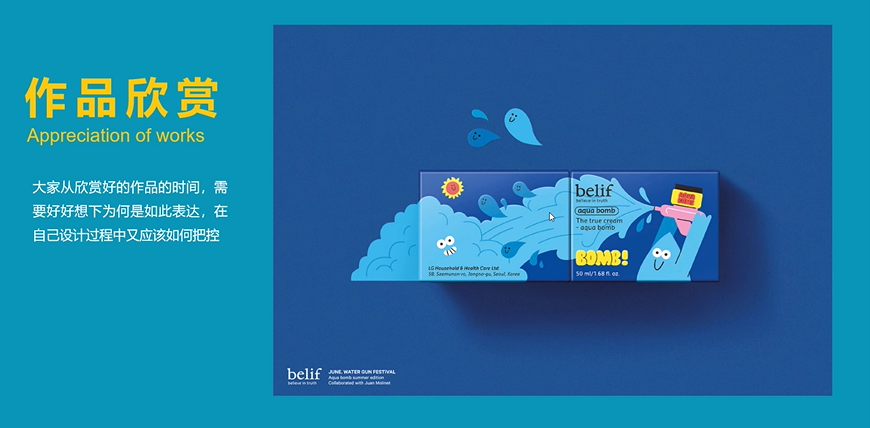 作品欣赏
Appreciation of works
大家从欣赏好的作品的时间，需
要好好想下为何是如此表达，在
自己设计过程中又应该如何把控
belif
believe in truth
aqua bomb
The true cream
- aqua bomb
BOMB!
50 ml/1.68 fl. oz.
LG Household & Health Care Ltd
58, Saemunan-ro, Jongno-gu, Seoul, Korea
belif
believe in truth
JUNE. WATER GUN FESTIVAL
Aqua bomb summer edition
Collaborated with Juan Molinet